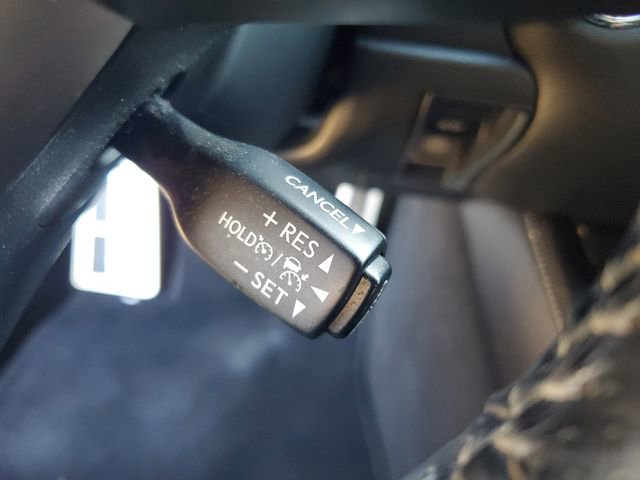 CANCEL
+ RES
HOLD /
− SET